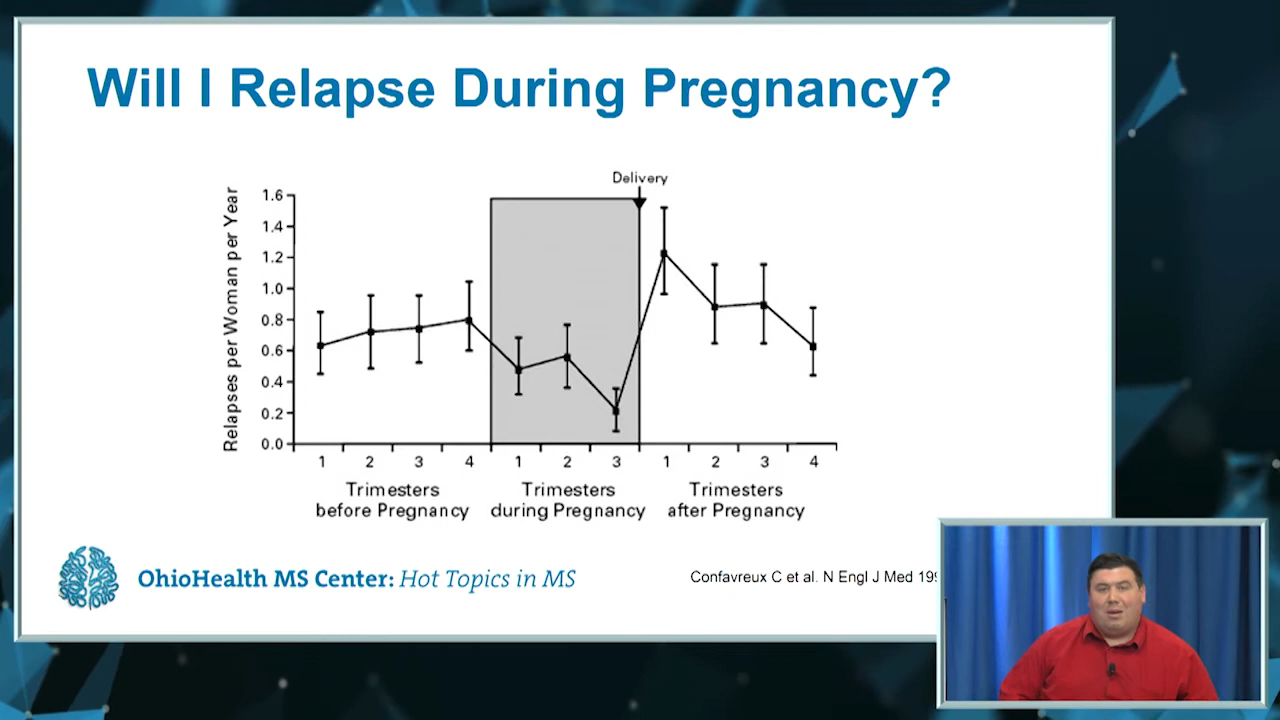 Will I Relapse During Pregnancy?
Delivery
Relapses per Woman per Year
1.6
1.4
1.2
1.0
0.8
0.6
0.4
0.2
0.0
1 2 3 4 1 2 3 1 2 3 4
Trimesters before Pregnancy
Trimesters during Pregnancy
Trimesters after Pregnancy
OhioHealth MS Center: Hot Topics in MS
Confavreux C et al. N Engl J Med